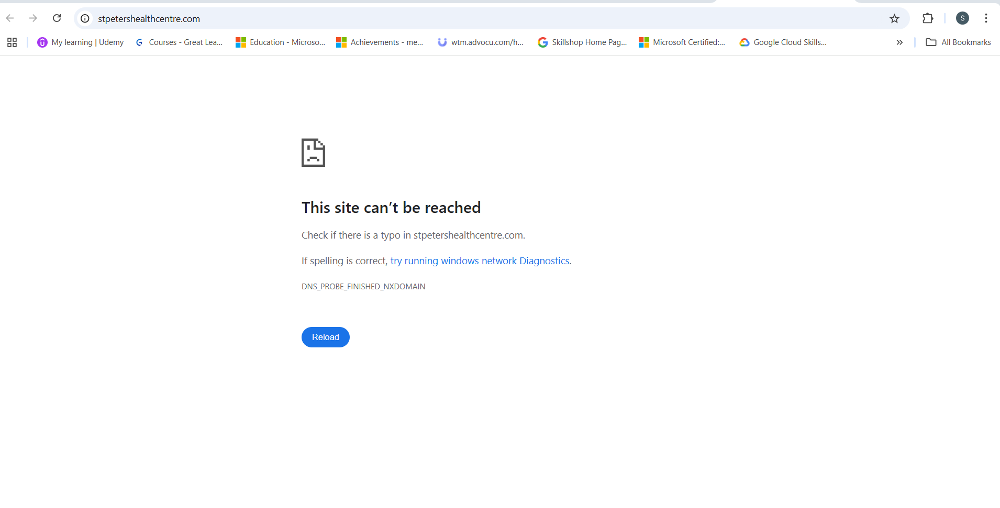 stpetershealthcentre.com
S
My learning | Udemy Courses - Great Lea... Education - Microso... Achievements - me... wtm.advocu.com/h... Skillshop Home Pag... Microsoft Certified:... Google Cloud Skills... All Bookmarks
This site can’t be reached
Check if there is a typo in stpetershealthcentre.com.
If spelling is correct, try running windows network Diagnostics.
DNS_PROBE_FINISHED_NXDOMAIN
Reload